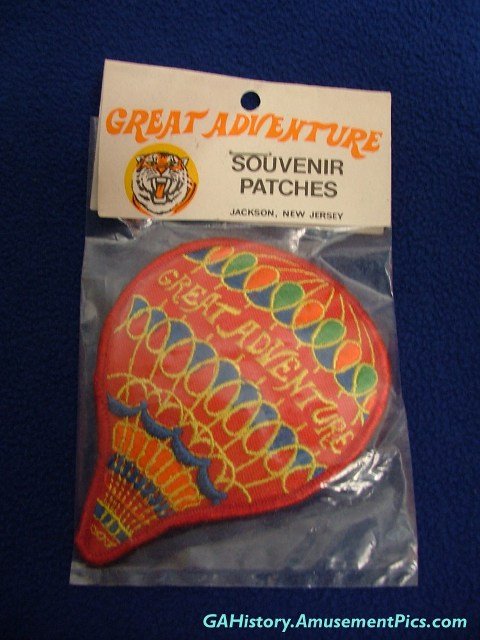 GREAT ADVENTURE
SOUVENIR
PATCHES
JACKSON, NEW JERSEY
GREAT ADVENTURE
GAHistory.AmusementPics.com